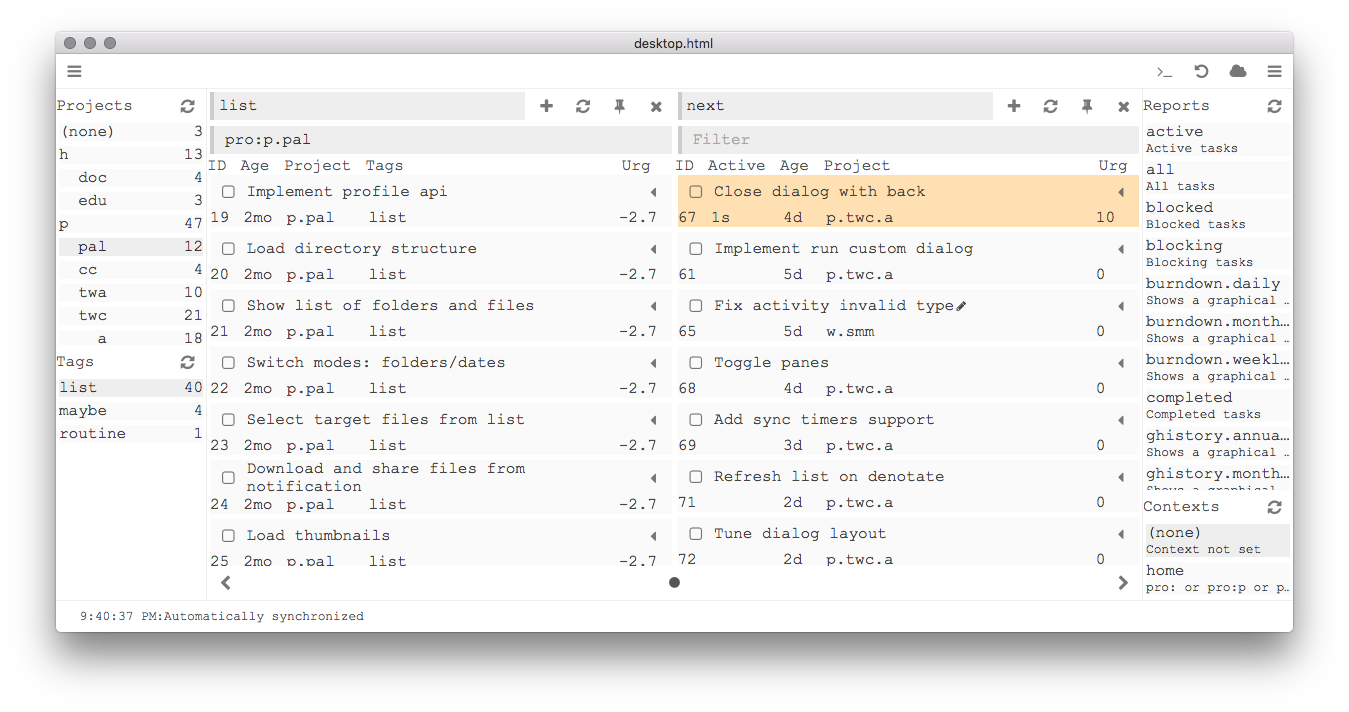 desktop.html
>_
Projects
(none) 3
h 13
doc 4
edu 3
p 47
pal 12
cc 4
twa 10
twc 21
a 18
Tags
list 40
maybe 4
routine 1
list
pro:p.pal
ID Age Project Tags Urg
Implement profile api
19 2mo p.pal list -2.7
Load directory structure
20 2mo p.pal list -2.7
Show list of folders and files
21 2mo p.pal list -2.7
Switch modes: folders/dates
22 2mo p.pal list -2.7
Select target files from list
23 2mo p.pal list -2.7
Download and share files from
notification
24 2mo p.pal list -2.7
Load thumbnails
25 2mo p.pal list -2.7
next
Filter
ID Active Age Project Urg
Close dialog with back
67 1s 4d p.twc.a 10
Implement run custom dialog
61 5d p.twc.a 0
Fix activity invalid type
65 5d w.smm 0
Toggle panes
68 4d p.twc.a 0
Add sync timers support
69 3d p.twc.a 0
Refresh list on denotate
71 2d p.twc.a 0
Tune dialog layout
72 2d p.twc.a 0
Reports
active
Active tasks
all
All tasks
blocked
Blocked tasks
blocking
Blocking tasks
burndown.daily
Shows a graphical …
burndown.month…
Shows a graphical …
burndown.weekl…
Shows a graphical …
completed
Completed tasks
ghistory.annua…
Shows a graphical …
ghistory.month…
Shows a graphical …
Contexts
(none)
Context not set
home
pro: or pro:p or p…
9:40:37 PM:Automatically synchronized